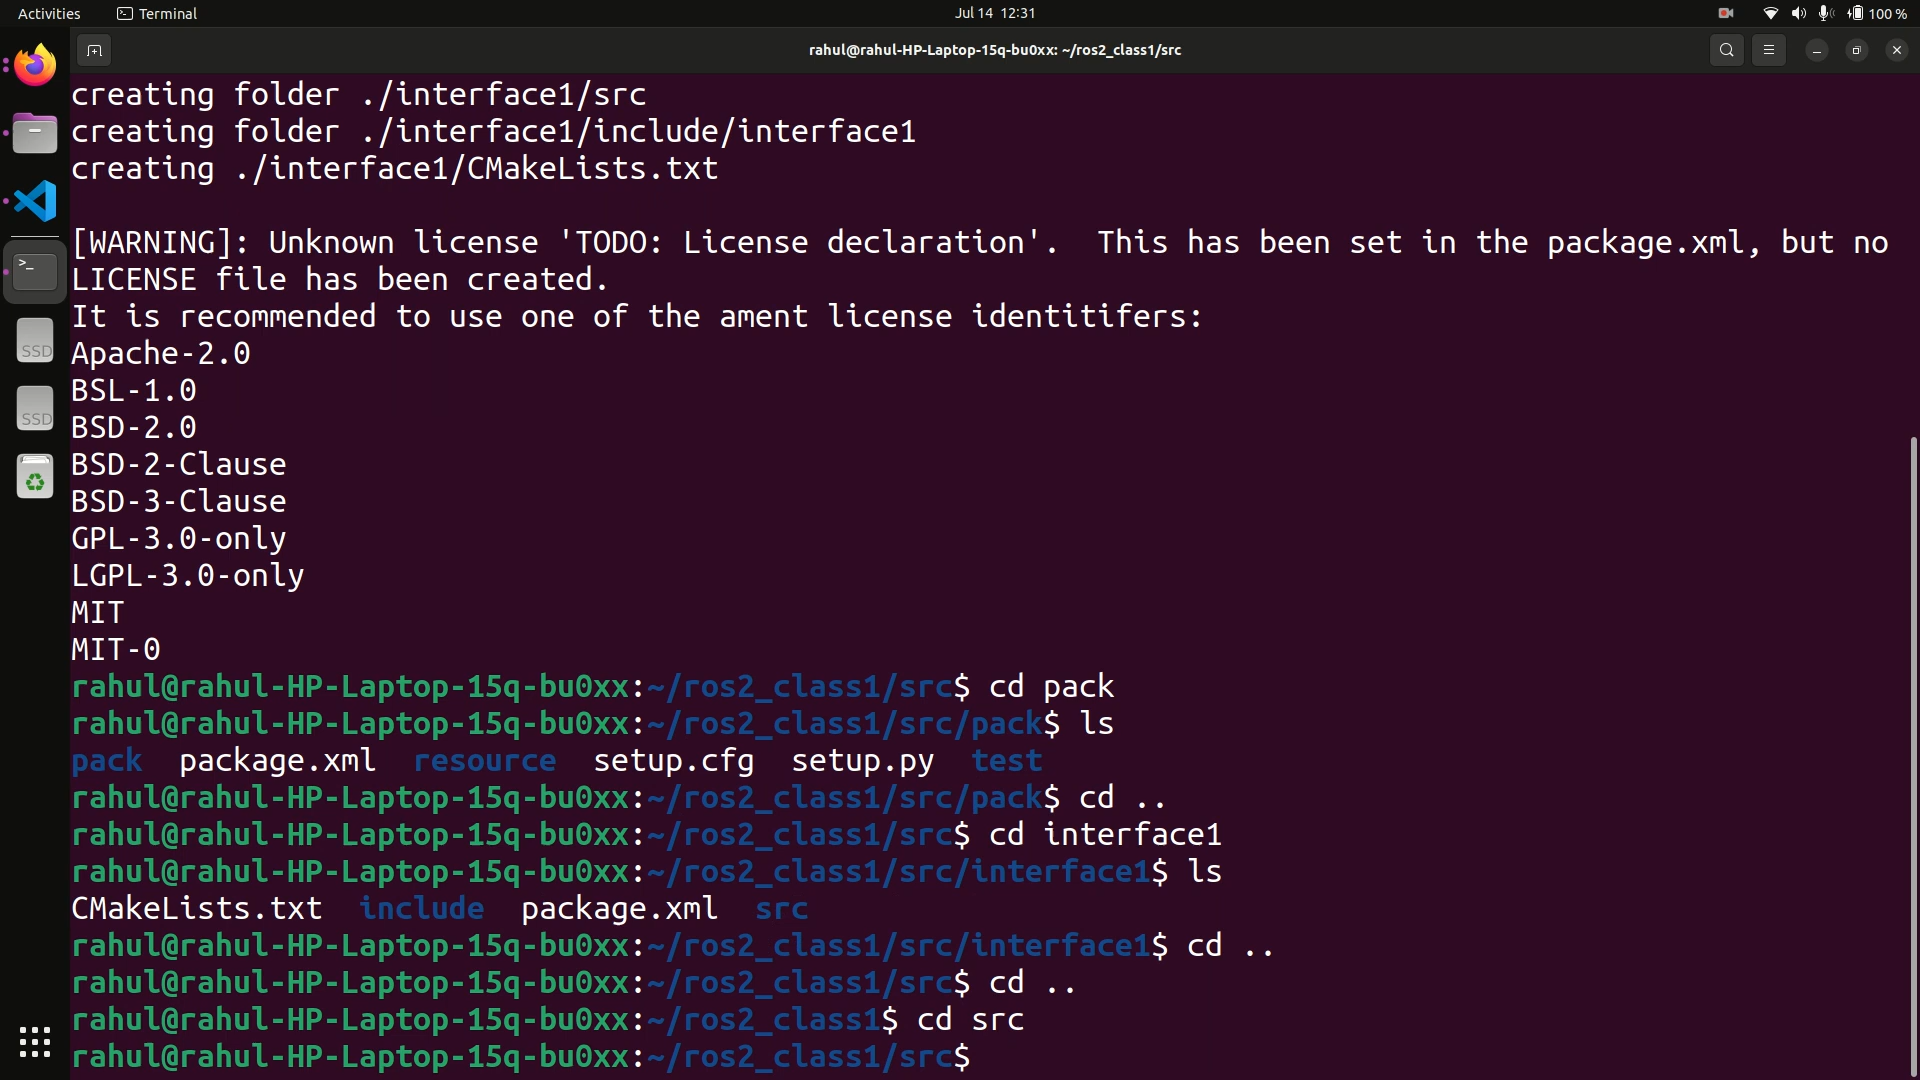 Activities Terminal Jul 14 12:31 100 %
rahul@rahul-HP-Laptop-15q-bu0xx: ~/ros2_class1/src
creating folder ./interface1/src
creating folder ./interface1/include/interface1
creating ./interface1/CMakeLists.txt
[WARNING]: Unknown license 'TODO: License declaration'.  This has been set in the package.xml, but no
LICENSE file has been created.
It is recommended to use one of the ament license identitifers:
Apache-2.0
BSL-1.0
BSD-2.0
BSD-2-Clause
BSD-3-Clause
GPL-3.0-only
LGPL-3.0-only
MIT
MIT-0
rahul@rahul-HP-Laptop-15q-bu0xx:~/ros2_class1/src$ cd pack
rahul@rahul-HP-Laptop-15q-bu0xx:~/ros2_class1/src/pack$ ls
pack  package.xml  resource  setup.cfg  setup.py  test
rahul@rahul-HP-Laptop-15q-bu0xx:~/ros2_class1/src/pack$ cd ..
rahul@rahul-HP-Laptop-15q-bu0xx:~/ros2_class1/src$ cd interface1
rahul@rahul-HP-Laptop-15q-bu0xx:~/ros2_class1/src/interface1$ ls
CMakeLists.txt  include  package.xml  src
rahul@rahul-HP-Laptop-15q-bu0xx:~/ros2_class1/src/interface1$ cd ..
rahul@rahul-HP-Laptop-15q-bu0xx:~/ros2_class1/src$ cd ..
rahul@rahul-HP-Laptop-15q-bu0xx:~/ros2_class1$ cd src
rahul@rahul-HP-Laptop-15q-bu0xx:~/ros2_class1/src$
SSD
SSD